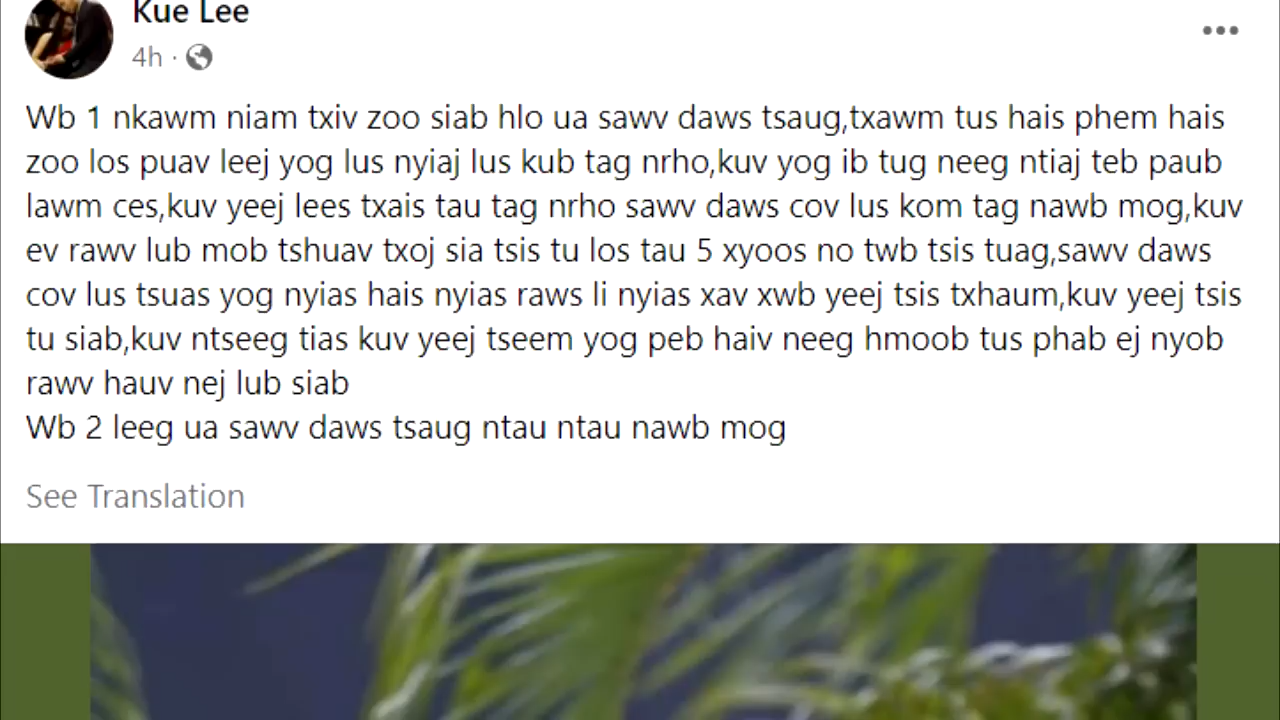 Kue Lee
4h ·
Wb 1 nkawm niam txiv zoo siab hlo ua sawv daws tsaug,txawm tus hais phem hais
zoo los puav leej yog lus nyiaj lus kub tag nrho,kuv yog ib tug neeg ntiaj teb paub
lawm ces,kuv yeej lees txais tau tag nrho sawv daws cov lus kom tag nawb mog,kuv
ev rawv lub mob tshuav txoj sia tsis tu los tau 5 xyoos no twb tsis tuag,sawv daws
cov lus tsuas yog nyias hais nyias raws li nyias xav xwb yeej tsis txhaum,kuv yeej tsis
tu siab,kuv ntseeg tias kuv yeej tseem yog peb haiv neeg hmoob tus phab ej nyob
rawv hauv nej lub siab
Wb 2 leeg ua sawv daws tsaug ntau ntau nawb mog
See Translation